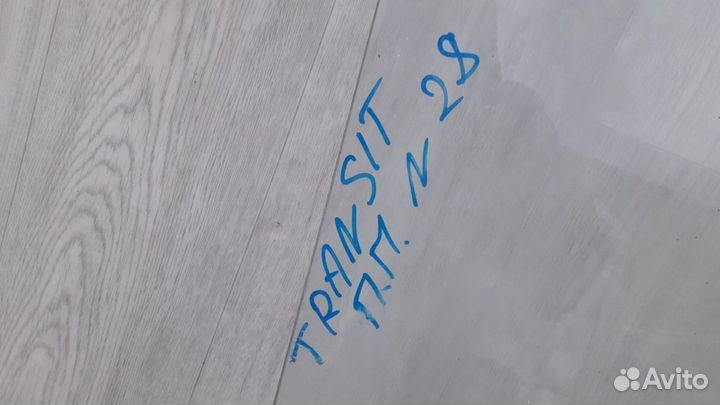 TRANSIT
П.П. N 28
Avito